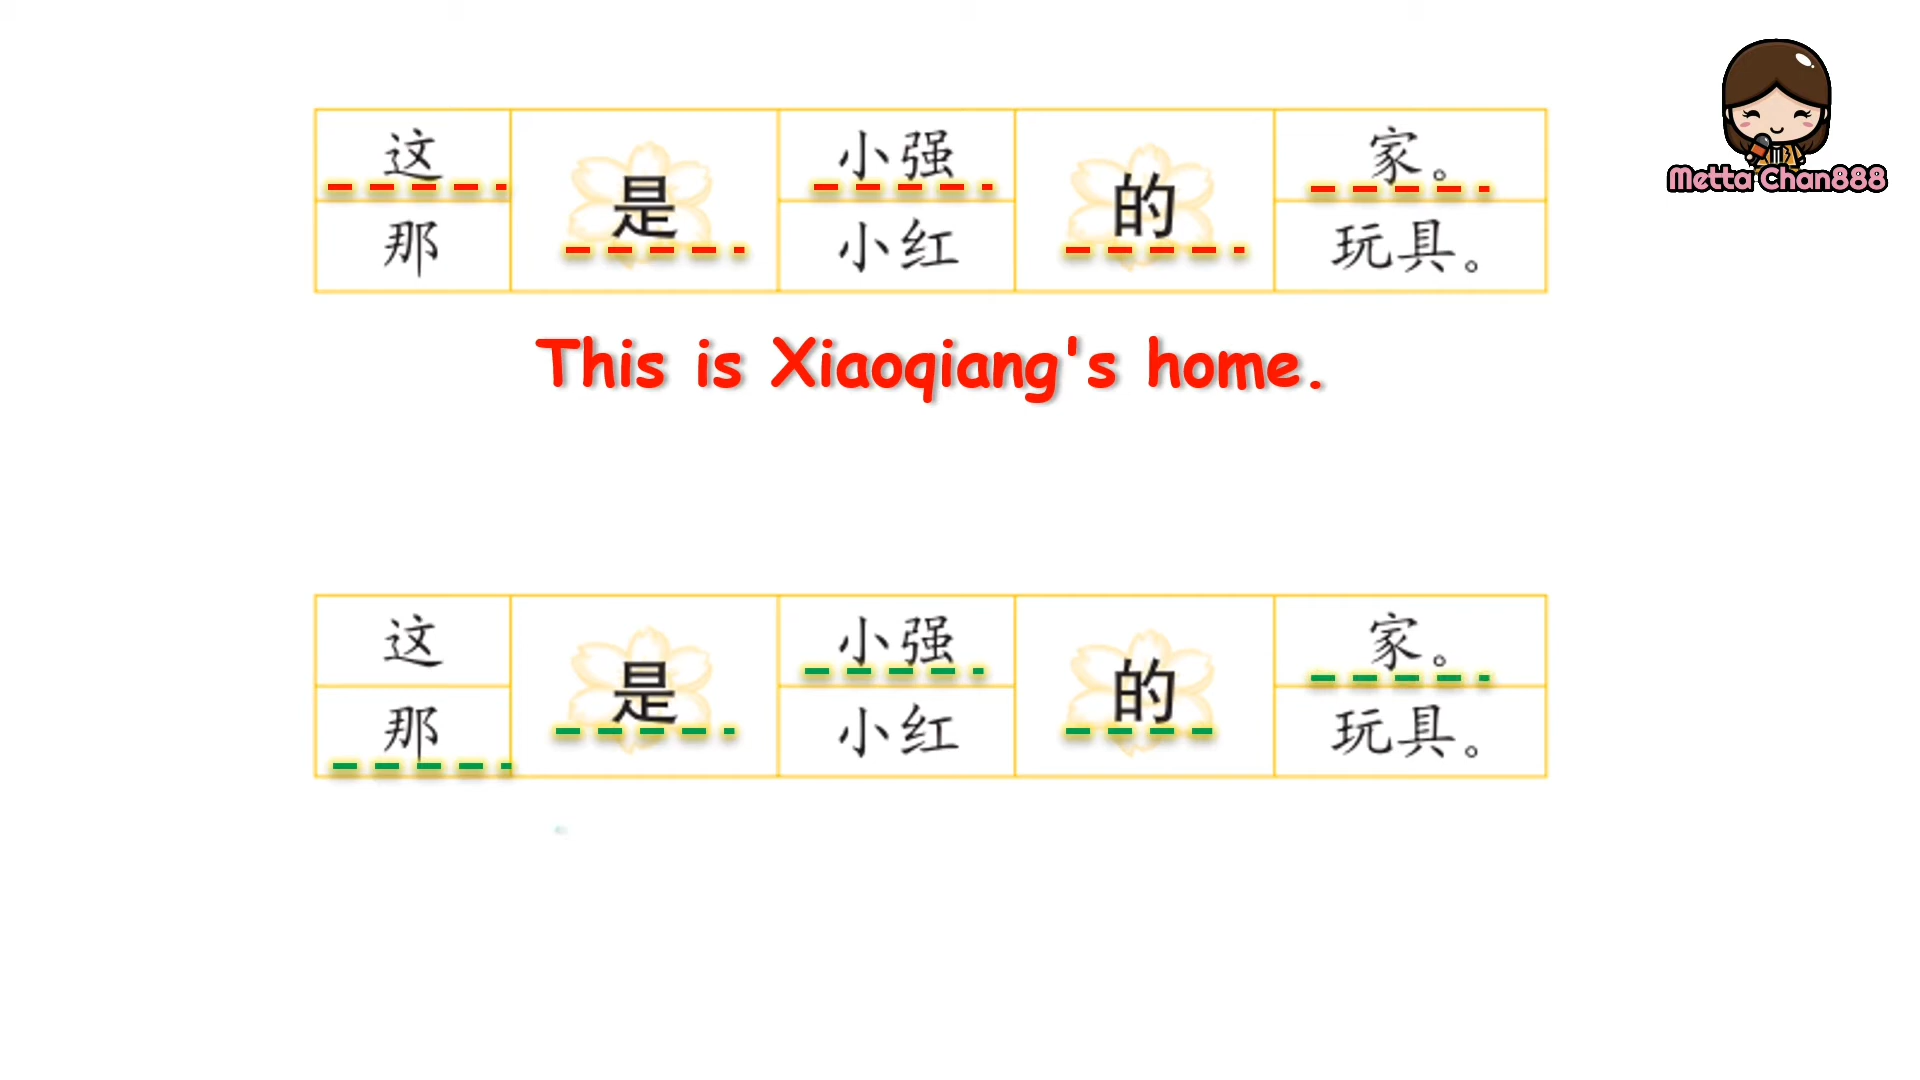 这 是 小强 的 家。
那 小红 玩具。
This is Xiaoqiang's home.
这 是 小强 的 家。
那 小红 玩具。
Metta Chan888